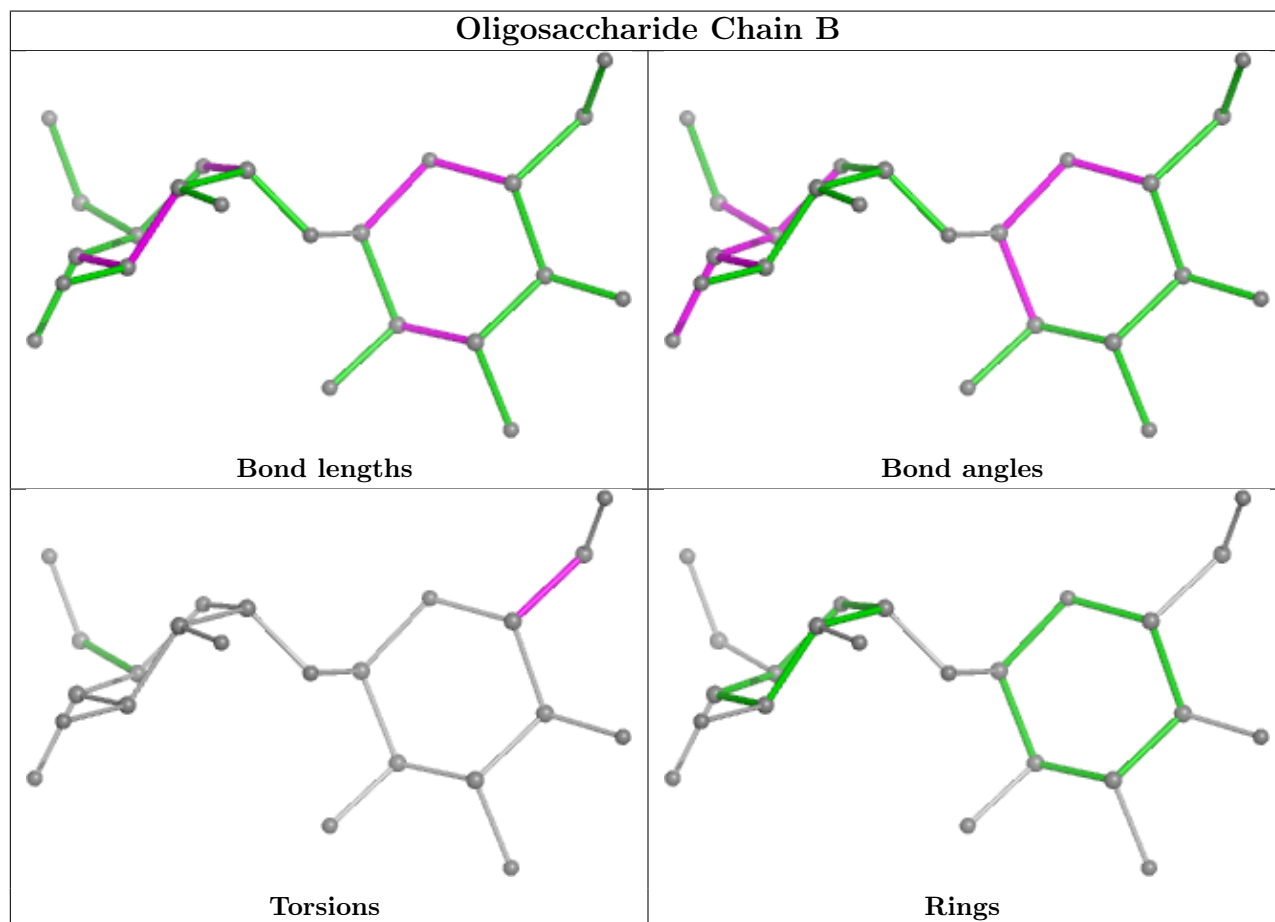 Oligosaccharide Chain B
Bond lengths
Bond angles
Torsions
Rings